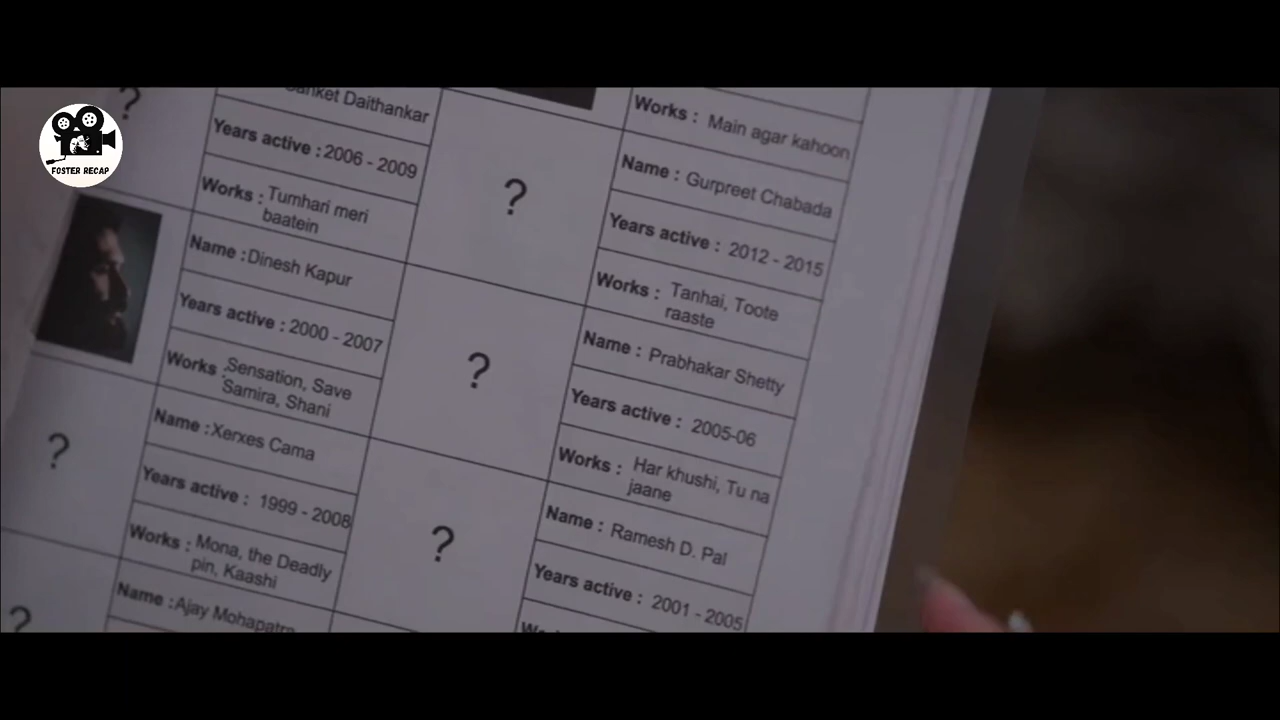 FOSTER RECAP
?
Sanket Daithankar
Years active : 2006 - 2009
Works : Tumhari meri
baatein
Name : Dinesh Kapur
Years active : 2000 - 2007
Works : Sensation, Save
Samira, Shani
?
Name : Xerxes Cama
Years active : 1999 - 2008
Works : Mona, the Deadly
pin, Kaashi
?
Name : Ajay Mohapatra
Works : Main agar kahoon
?
Name : Gurpreet Chabada
Years active : 2012 - 2015
Works : Tanhai, Toote
raaste
?
Name : Prabhakar Shetty
Years active : 2005-06
Works : Har khushi, Tu na
jaane
?
Name : Ramesh D. Pal
Years active : 2001 - 2005